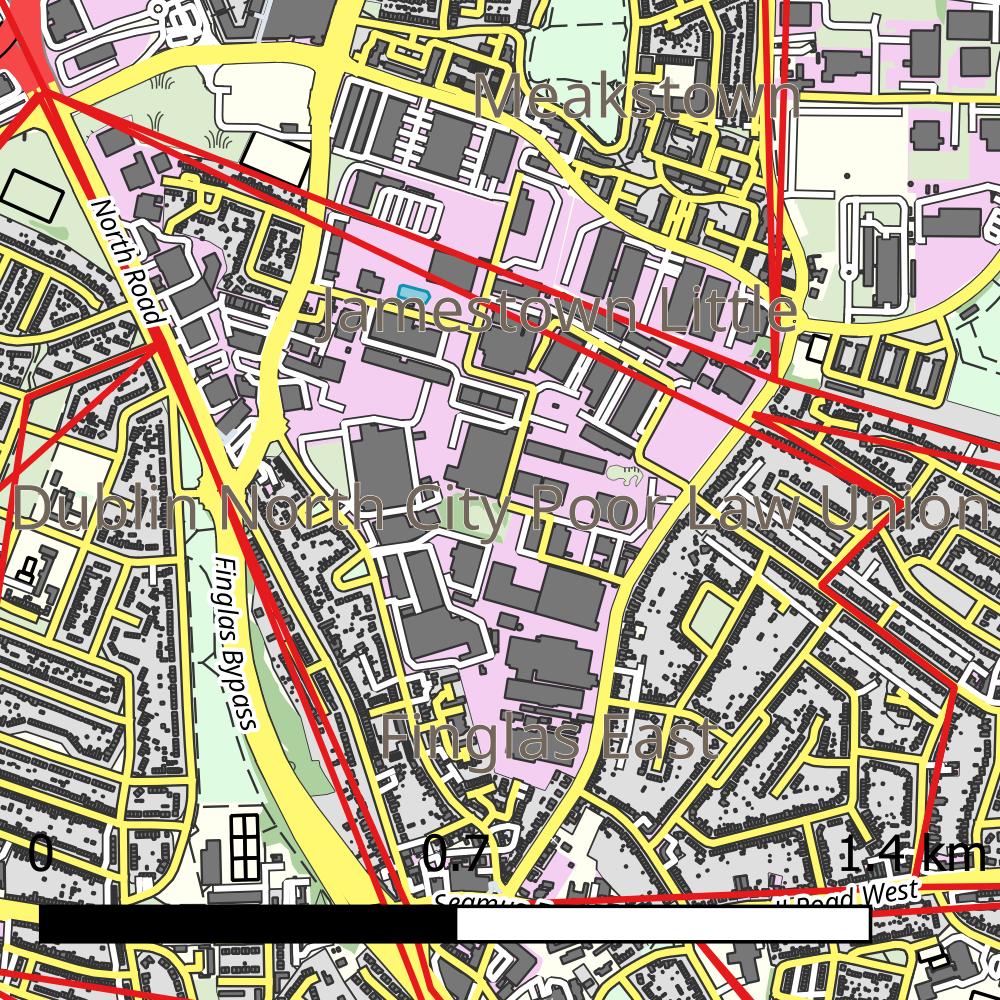 Meakstown
North Road
Jamestown Little
Dublin North City Poor Law Union
Finglas Bypass
Finglas East
0
0.7
1.4 km
Road West